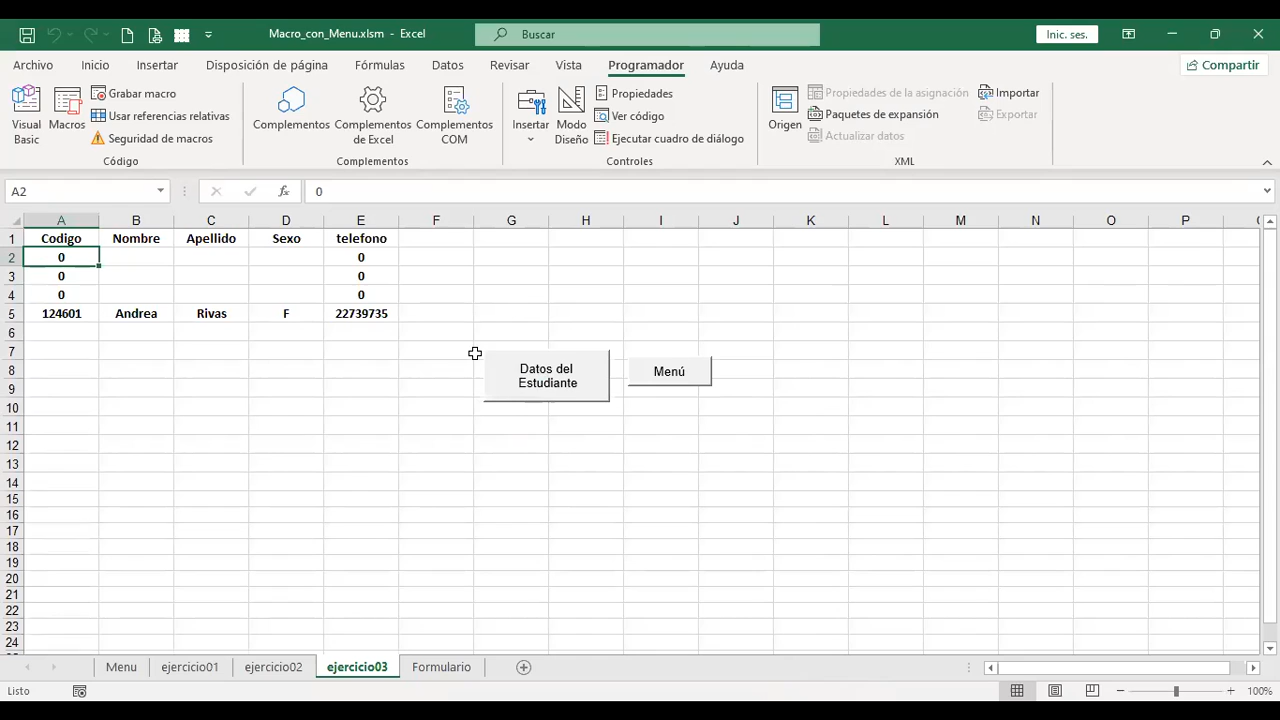 Macro_con_Menu.xlsm - Excel
Buscar
Inic. ses.
Archivo Inicio Insertar Disposición de página Fórmulas Datos Revisar Vista Programador Ayuda
Compartir
Visual Basic
Macros
Grabar macro
Usar referencias relativas
Seguridad de macros
Código
Complementos
Complementos de Excel
Complementos COM
Complementos
Insertar
Modo Diseño
Propiedades
Ver código
Ejecutar cuadro de diálogo
Controles
Origen
Propiedades de la asignación
Paquetes de expansión
Actualizar datos
Importar
Exportar
XML
A2
fx
0
A B C D E F G H I J K L M N O P
1 Codigo Nombre Apellido Sexo telefono
2 0 0
3 0 0
4 0 0
5 124601 Andrea Rivas F 22739735
6
7
8
9
10
11
12
13
14
15
16
17
18
19
20
21
22
23
24
Datos del
Estudiante
Menú
Menu ejercicio01 ejercicio02 ejercicio03 Formulario
Listo
100%